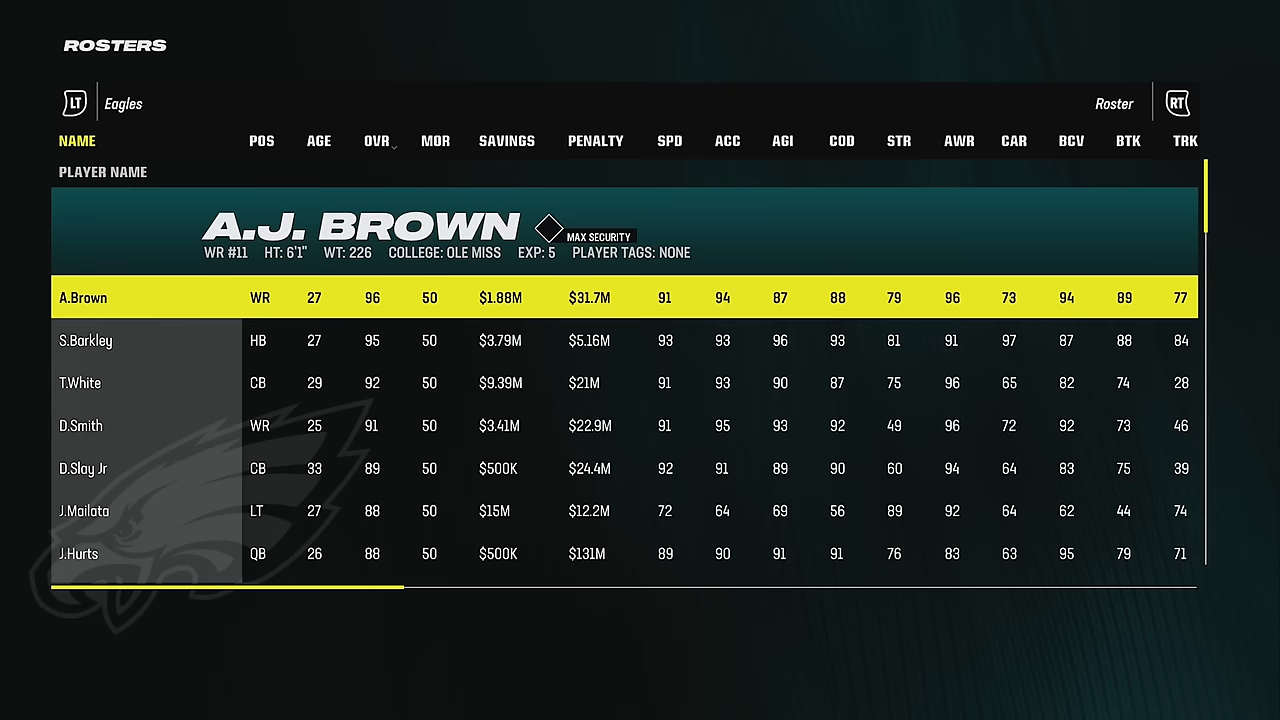 ROSTERS
LT Eagles Roster RT
NAME POS AGE OVR MOR SAVINGS PENALTY SPD ACC AGI COD STR AWR CAR BCV BTK TRK
PLAYER NAME
A.J. BROWN MAX SECURITY
WR #11 HT: 6'1" WT: 226 COLLEGE: OLE MISS EXP: 5 PLAYER TAGS: NONE
A.Brown WR 27 96 50 $1.88M $31.7M 91 94 87 88 79 96 73 94 89 77
S.Barkley HB 27 95 50 $3.79M $5.16M 93 93 96 93 81 91 97 87 88 84
T.White CB 29 92 50 $9.39M $21M 91 93 90 87 75 96 65 82 74 28
D.Smith WR 25 91 50 $3.41M $22.9M 91 95 93 92 49 96 72 92 73 46
D.Slay Jr CB 33 89 50 $500K $24.4M 92 91 89 90 60 94 64 83 75 39
J.Mailata LT 27 88 50 $15M $12.2M 72 64 69 56 89 92 64 62 44 74
J.Hurts QB 26 88 50 $500K $131M 89 90 91 91 76 83 63 95 79 71